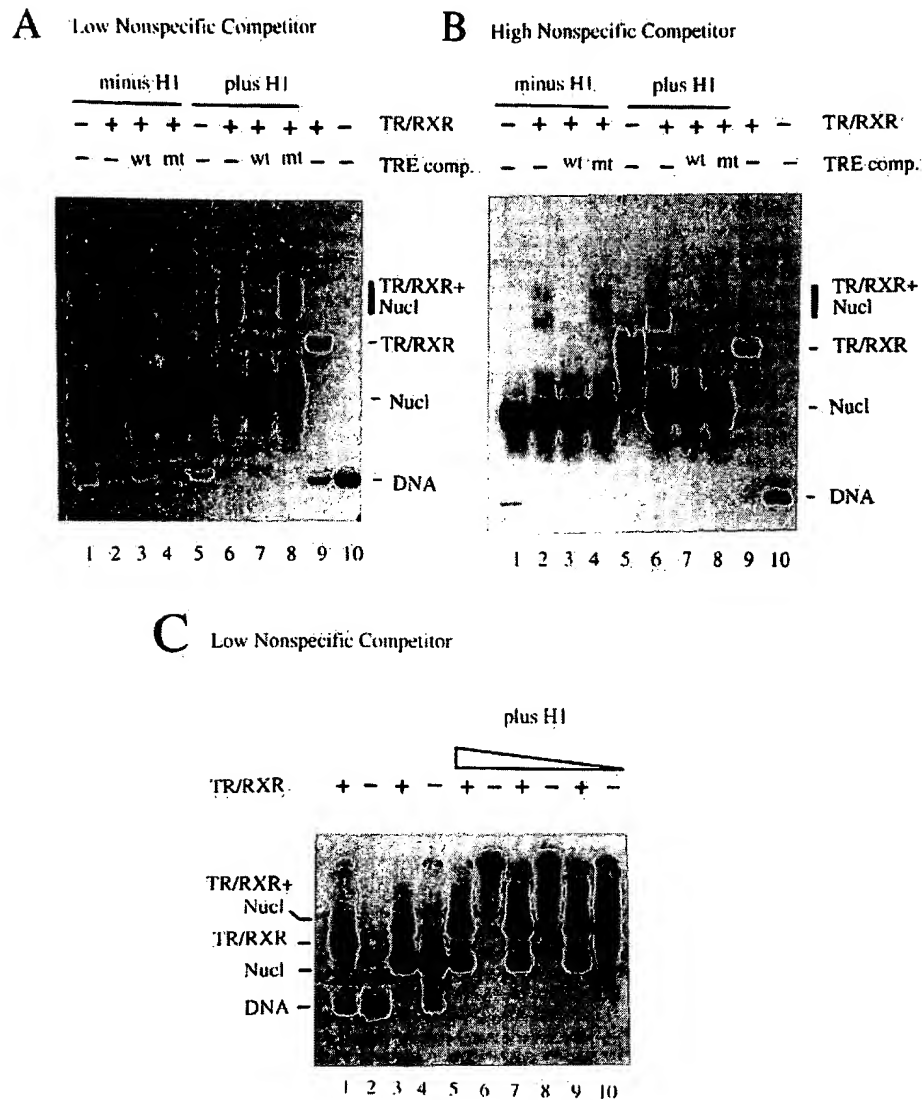 A Low Nonspecific Competitor
minus H1 plus H1
− + + + − + + + + − TR/RXR
− − wt mt − − wt mt − − TRE comp.
TR/RXR+
Nucl
- TR/RXR
- Nucl
- DNA
1 2 3 4 5 6 7 8 9 10
B High Nonspecific Competitor
minus H1 plus H1
− + + + − + + + + − TR/RXR
− − wt mt − − wt mt − − TRE comp.
TR/RXR+
Nucl
- TR/RXR
- Nucl
- DNA
1 2 3 4 5 6 7 8 9 10
C Low Nonspecific Competitor
plus H1
TR/RXR + − + − + − + − + −
TR/RXR+
Nucl
TR/RXR
Nucl
DNA
1 2 3 4 5 6 7 8 9 10